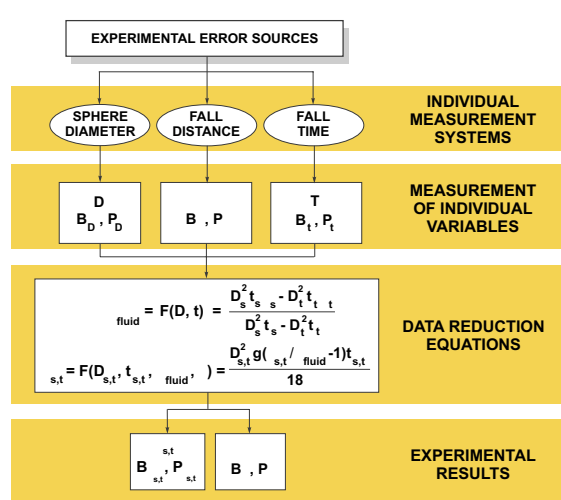 EXPERIMENTAL ERROR SOURCES
SPHERE
DIAMETER
FALL
DISTANCE
FALL
TIME
INDIVIDUAL
MEASUREMENT
SYSTEMS
D
B_D , P_D
B , P
T
B_t , P_t
MEASUREMENT
OF INDIVIDUAL
VARIABLES
fluid = F(D, t) = D_s^2 t_s s - D_t^2 t_t t / D_s^2 t_s - D_t^2 t_t
s,t = F(D_s,t, t_s,t, fluid, ) = D_s,t^2 g( s,t / fluid -1) t_s,t / 18
DATA REDUCTION
EQUATIONS
s,t
B s,t , P s,t
B , P
EXPERIMENTAL
RESULTS